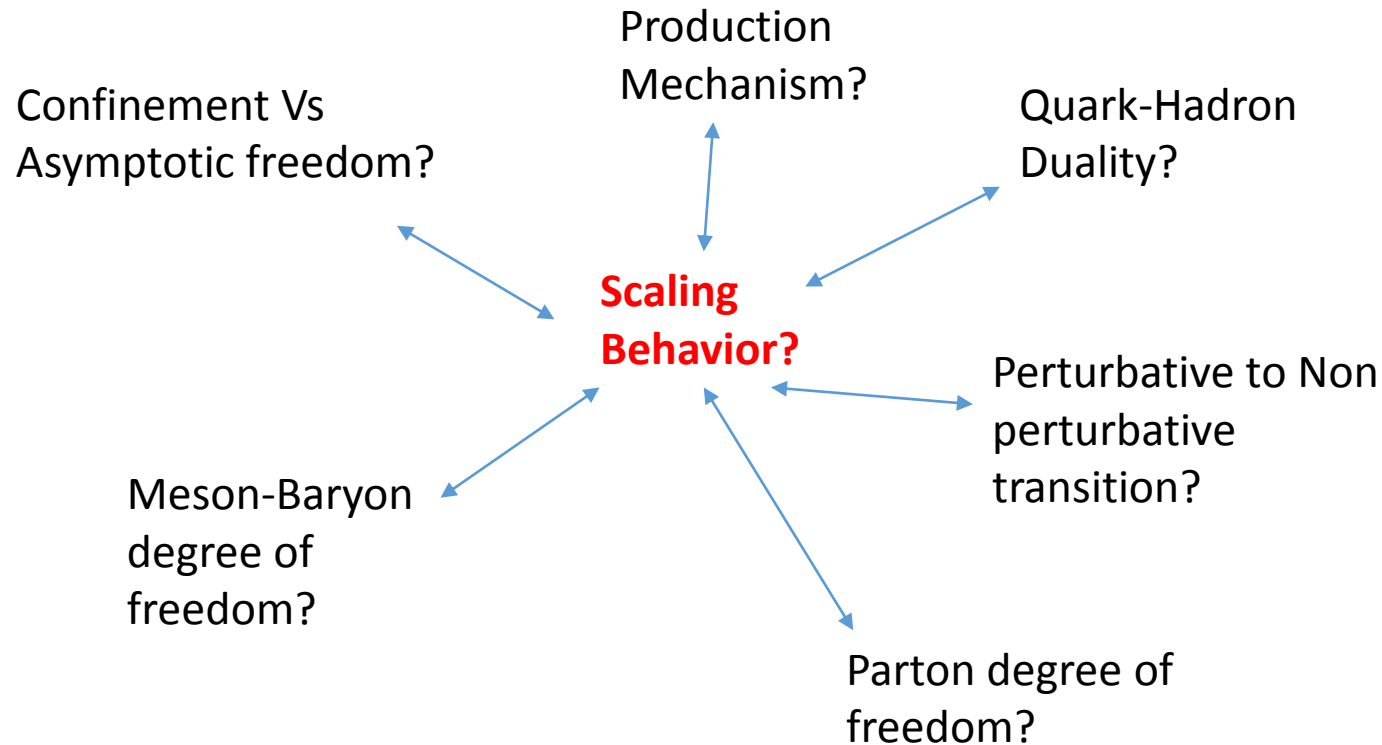 Production
Mechanism?
Confinement Vs
Asymptotic freedom?
Quark-Hadron
Duality?
Scaling
Behavior?
Perturbative to Non
perturbative
transition?
Meson-Baryon
degree of
freedom?
Parton degree of
freedom?